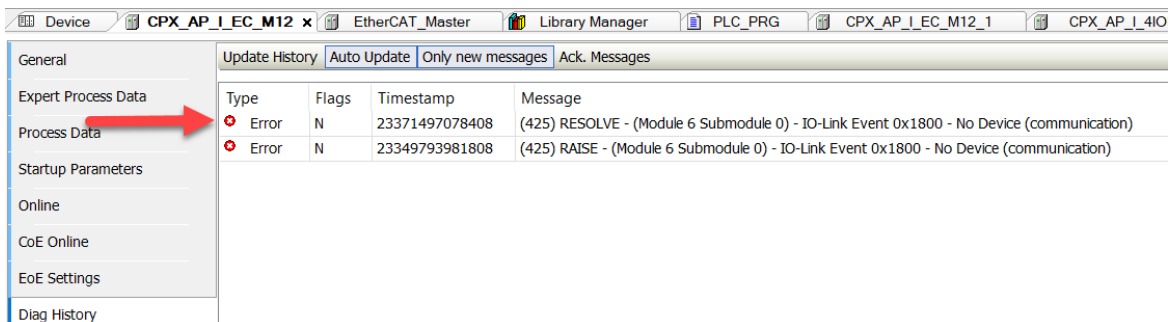 Device CPX_AP_I_EC_M12 x EtherCAT_Master Library Manager PLC_PRG CPX_AP_I_EC_M12_1 CPX_AP_I_4IO
General
Update History Auto Update Only new messages Ack. Messages
Expert Process Data
Type Flags Timestamp Message
Error N 23371497078408 (425) RESOLVE - (Module 6 Submodule 0) - IO-Link Event 0x1800 - No Device (communication)
Process Data
Error N 23349793981808 (425) RAISE - (Module 6 Submodule 0) - IO-Link Event 0x1800 - No Device (communication)
Startup Parameters
Online
CoE Online
EoE Settings
Diag History